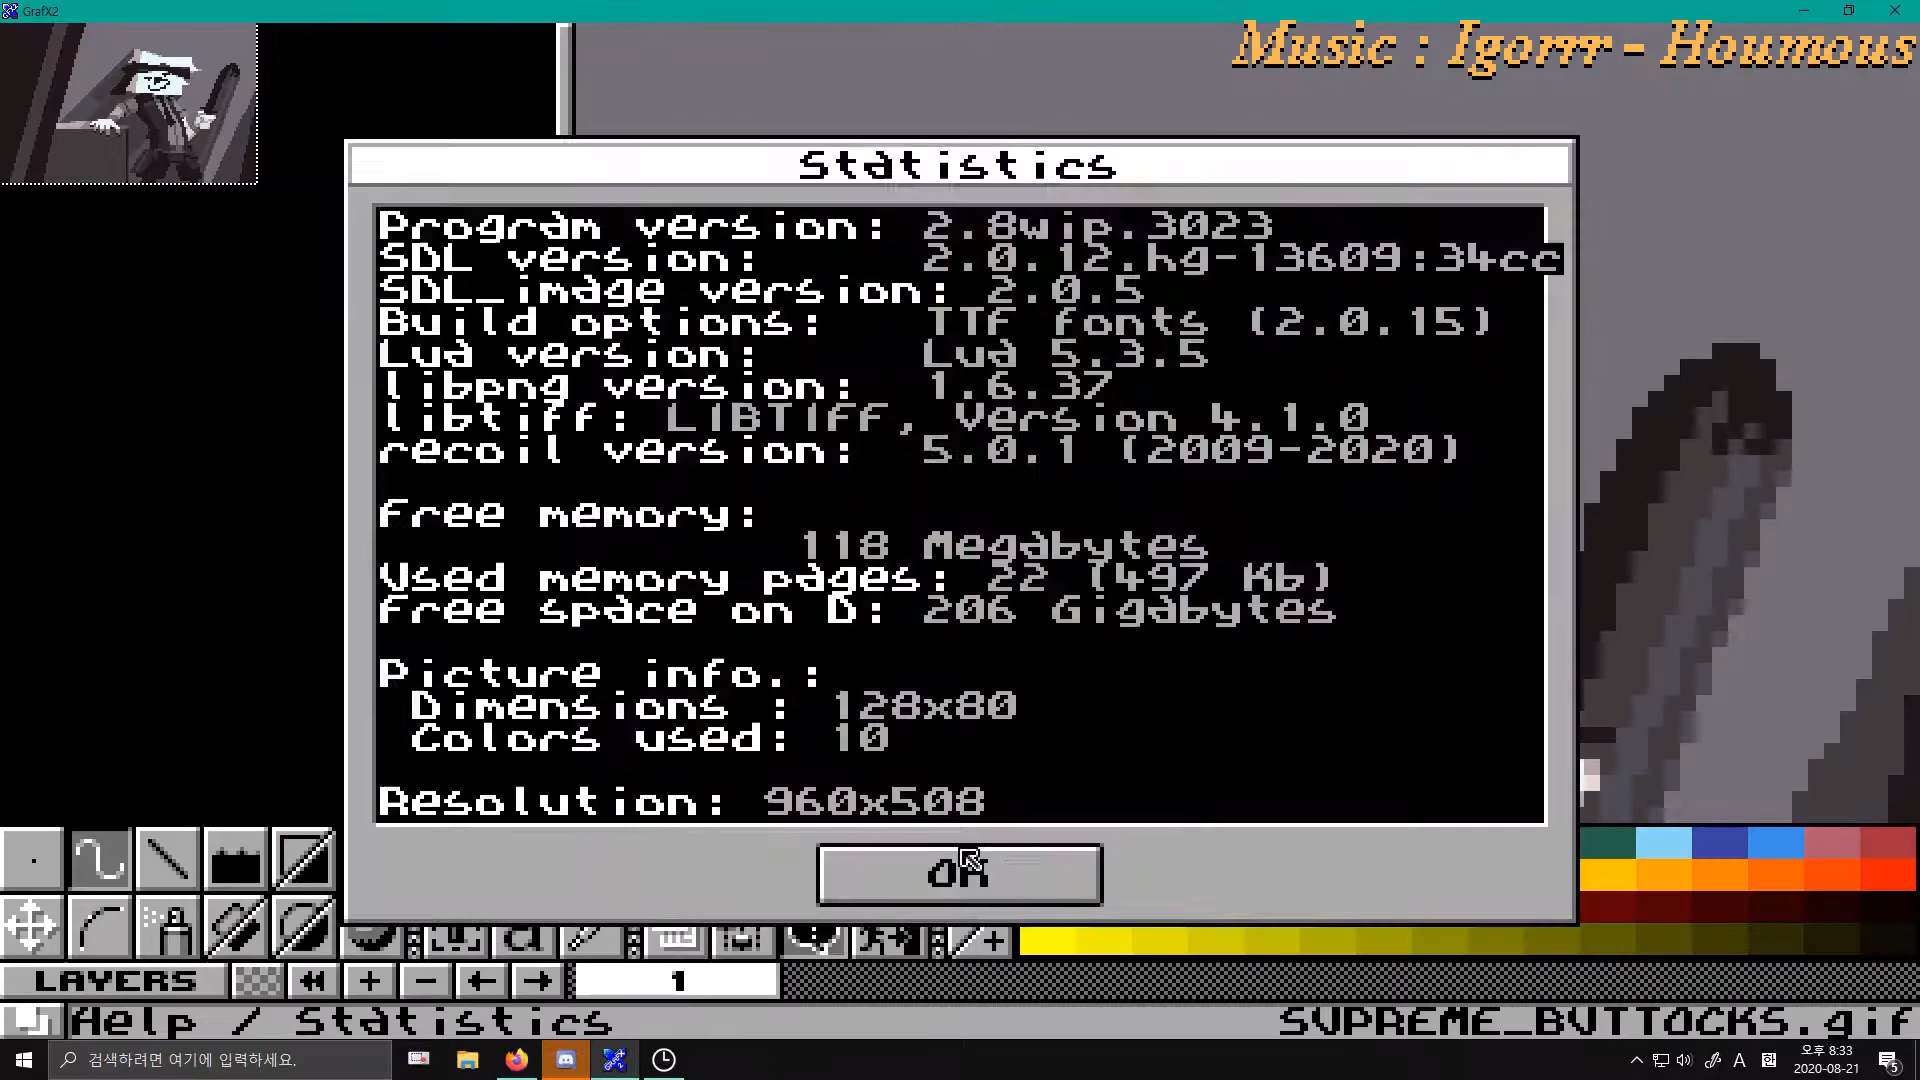 GrafX2
Music : Igorrr - Houmous
Statistics
Program version: 2.8wip.3023
SDL version: 2.0.12.hg-13609:34cc
SDL_image version: 2.0.5
Build options: TTF fonts (2.0.15)
Lua version: Lua 5.3.5
libpng version: 1.6.37
libtiff: LIBTIFF, Version 4.1.0
recoil version: 5.0.1 (2009-2020)
Free memory:
118 Megabytes
Used memory pages: 22 (497 Kb)
Free space on D: 206 Gigabytes
Picture info.:
Dimensions : 128x80
Colors used: 10
Resolution: 960x508
OK
LAYERS
1
Help / Statistics
SUPREME_BUTTOCKS.gif
검색하려면 여기에 입력하세요.
A
한
오후 8:33
2020-08-21
5